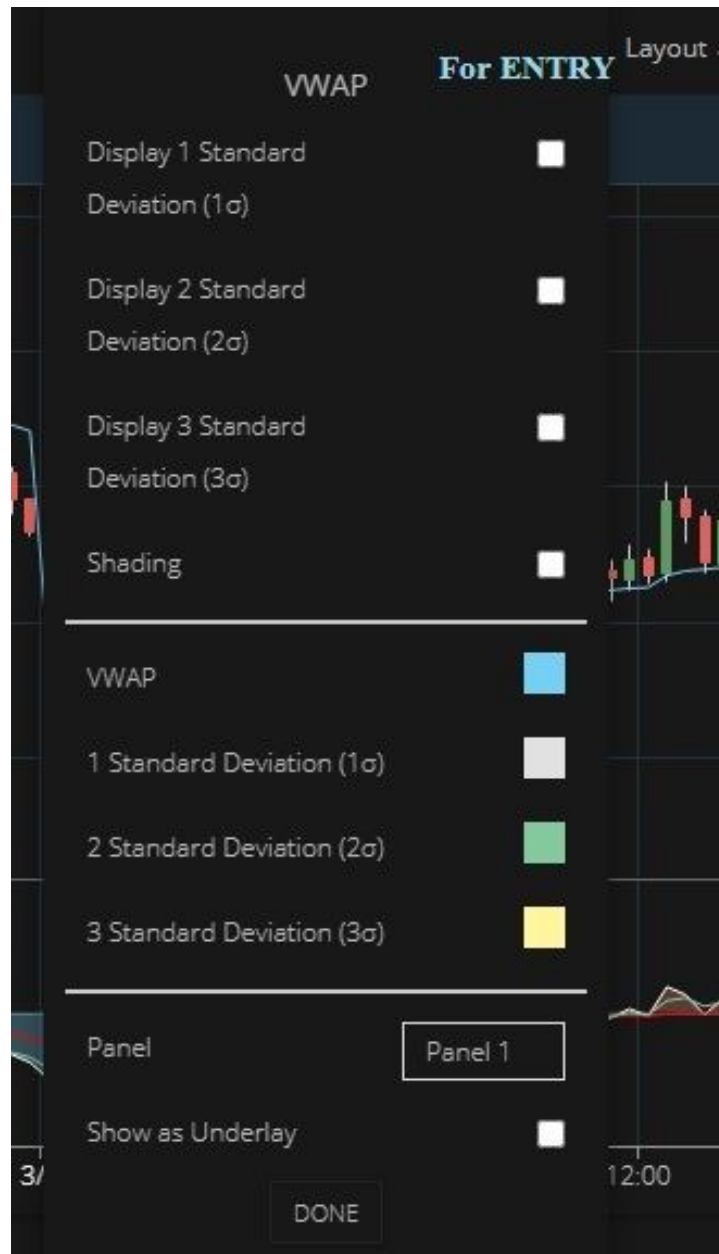 Layout
For ENTRY
VWAP
Display 1 Standard
Deviation (1σ)
Display 2 Standard
Deviation (2σ)
Display 3 Standard
Deviation (3σ)
Shading
VWAP
1 Standard Deviation (1σ)
2 Standard Deviation (2σ)
3 Standard Deviation (3σ)
Panel Panel 1
Show as Underlay
3/ 12:00
DONE